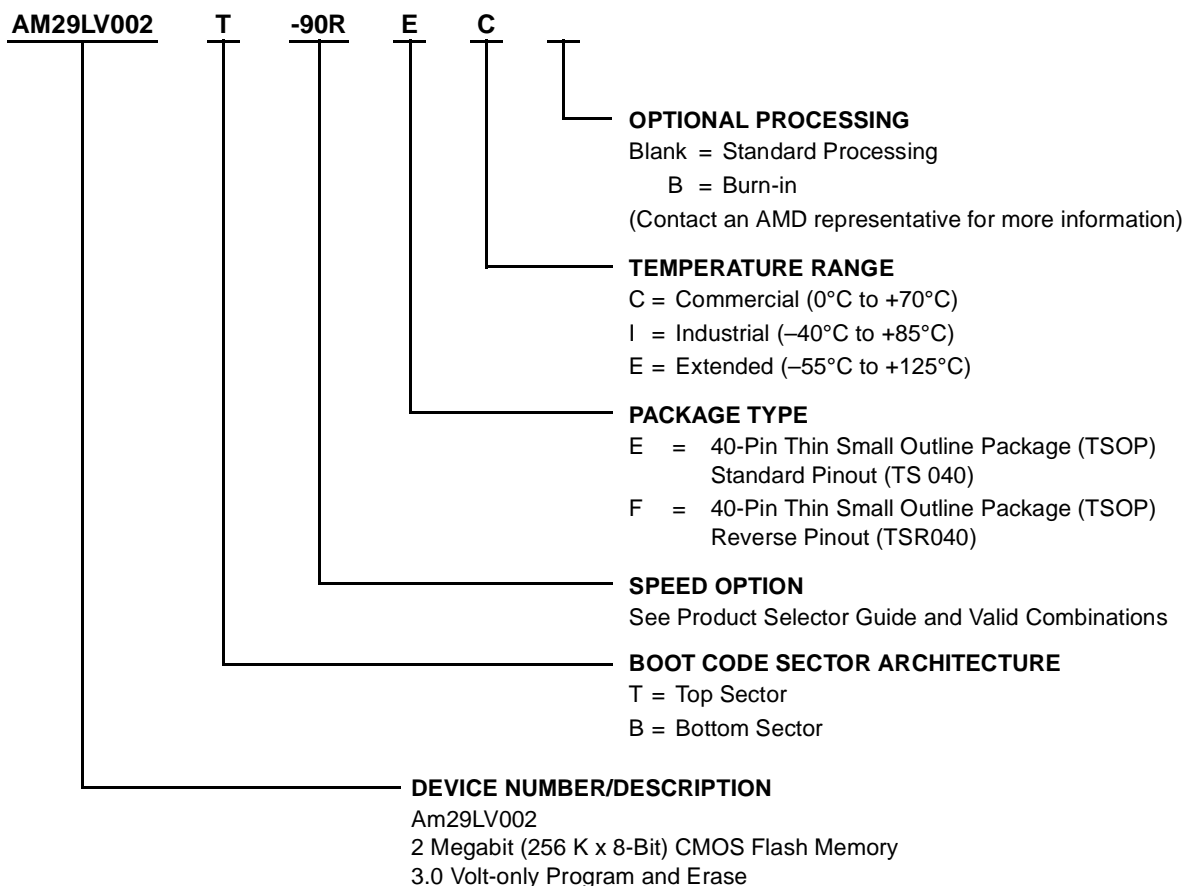 AM29LV002 T -90R E C
OPTIONAL PROCESSING
Blank = Standard Processing
B = Burn-in
(Contact an AMD representative for more information)
TEMPERATURE RANGE
C = Commercial (0°C to +70°C)
I = Industrial (–40°C to +85°C)
E = Extended (–55°C to +125°C)
PACKAGE TYPE
E = 40-Pin Thin Small Outline Package (TSOP)
Standard Pinout (TS 040)
F = 40-Pin Thin Small Outline Package (TSOP)
Reverse Pinout (TSR040)
SPEED OPTION
See Product Selector Guide and Valid Combinations
BOOT CODE SECTOR ARCHITECTURE
T = Top Sector
B = Bottom Sector
DEVICE NUMBER/DESCRIPTION
Am29LV002
2 Megabit (256 K x 8-Bit) CMOS Flash Memory
3.0 Volt-only Program and Erase